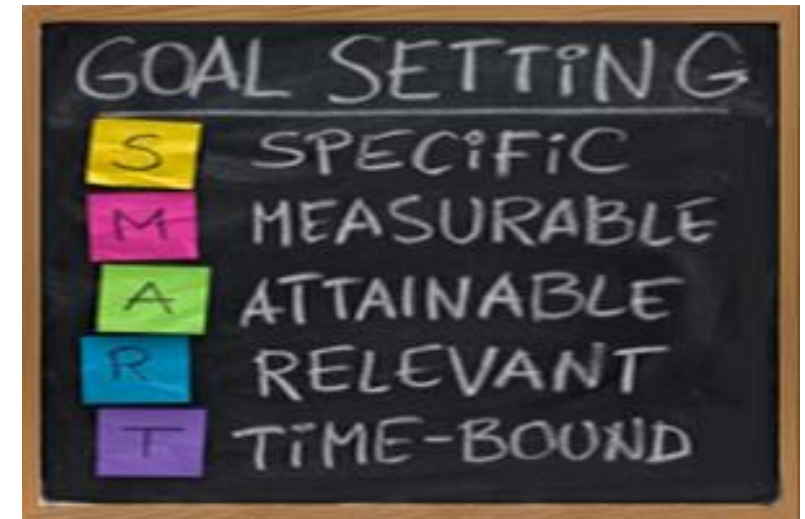 GOAL SETTiNG
S SPECiFiC
M MEASURABLE
A ATTAINABLE
R RELEVANT
T TiME-BOUND